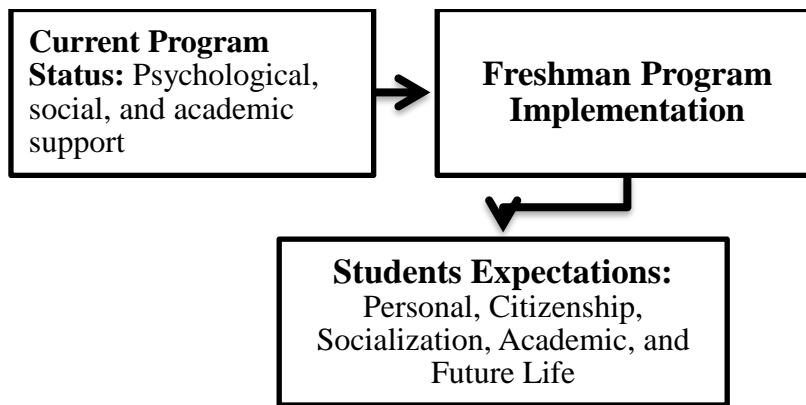 Current Program
Status: Psychological,
social, and academic
support
Freshman Program
Implementation
Students Expectations:
Personal, Citizenship,
Socialization, Academic, and
Future Life